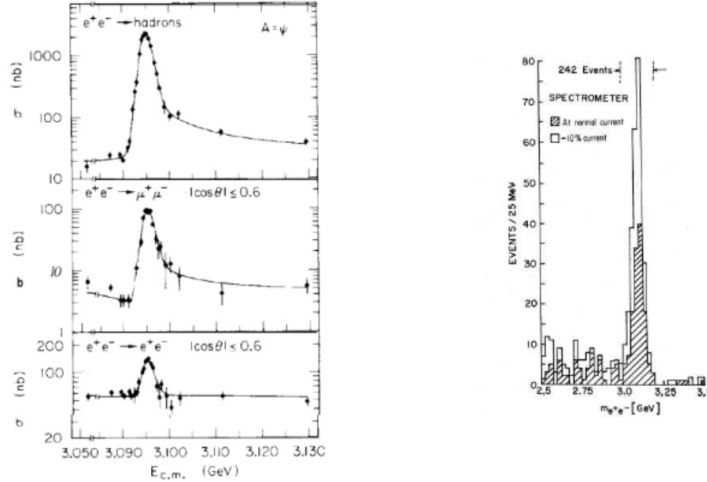 e+e- → hadrons
A = ψ
1000
100
10
σ (nb)
e+e- → μ+μ- |cosθ| ≤ 0.6
100
10
1
σ (nb)
e+e- → e+e- |cosθ| ≤ 0.6
200
100
20
σ (nb)
3.050 3.090 3.100 3.110 3.120 3.130
Ec.m. (GeV)
80
70
60
50
40
30
20
10
0
EVENTS / 25 MeV
242 Events
SPECTROMETER
At normal current
-10% current
2.5 2.75 3.0 3.25 3.
me+e- [GeV]